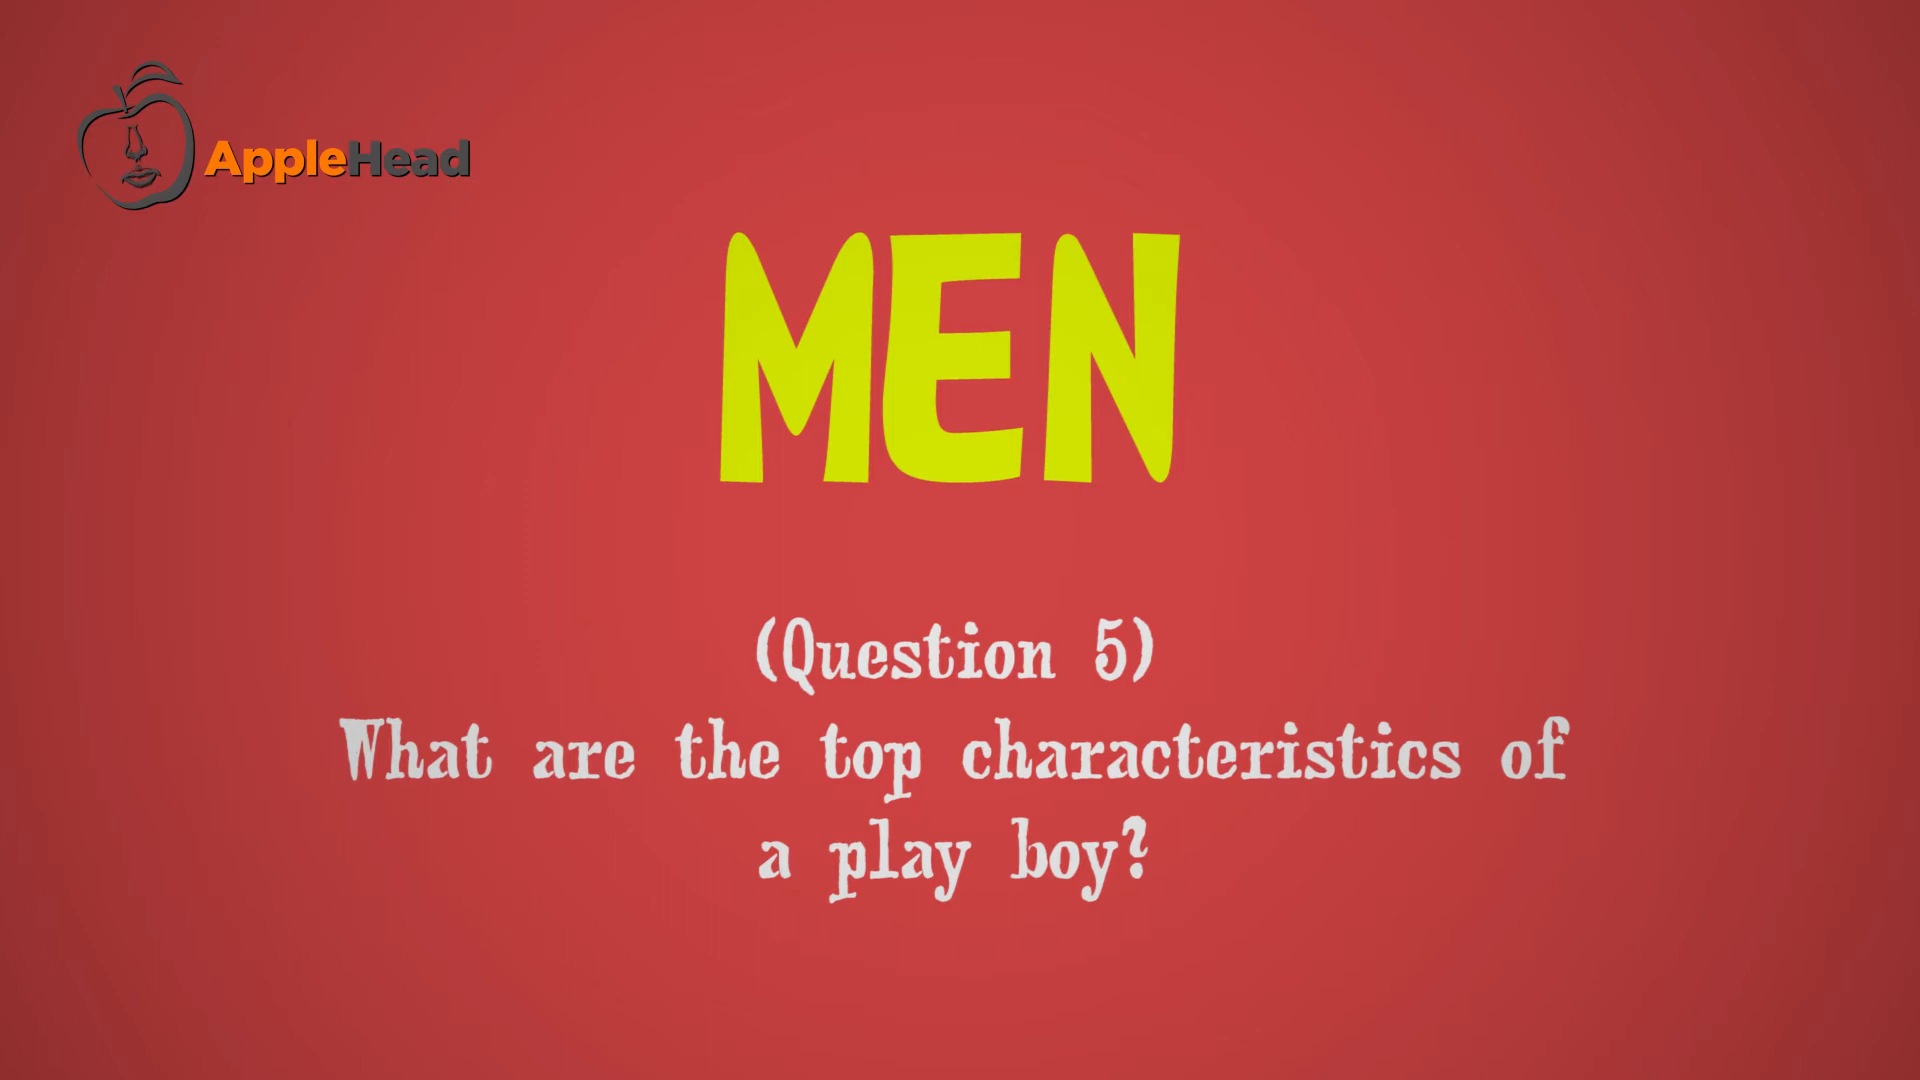 AppleHead
MEN
(Question 5)
What are the top characteristics of
a play boy?